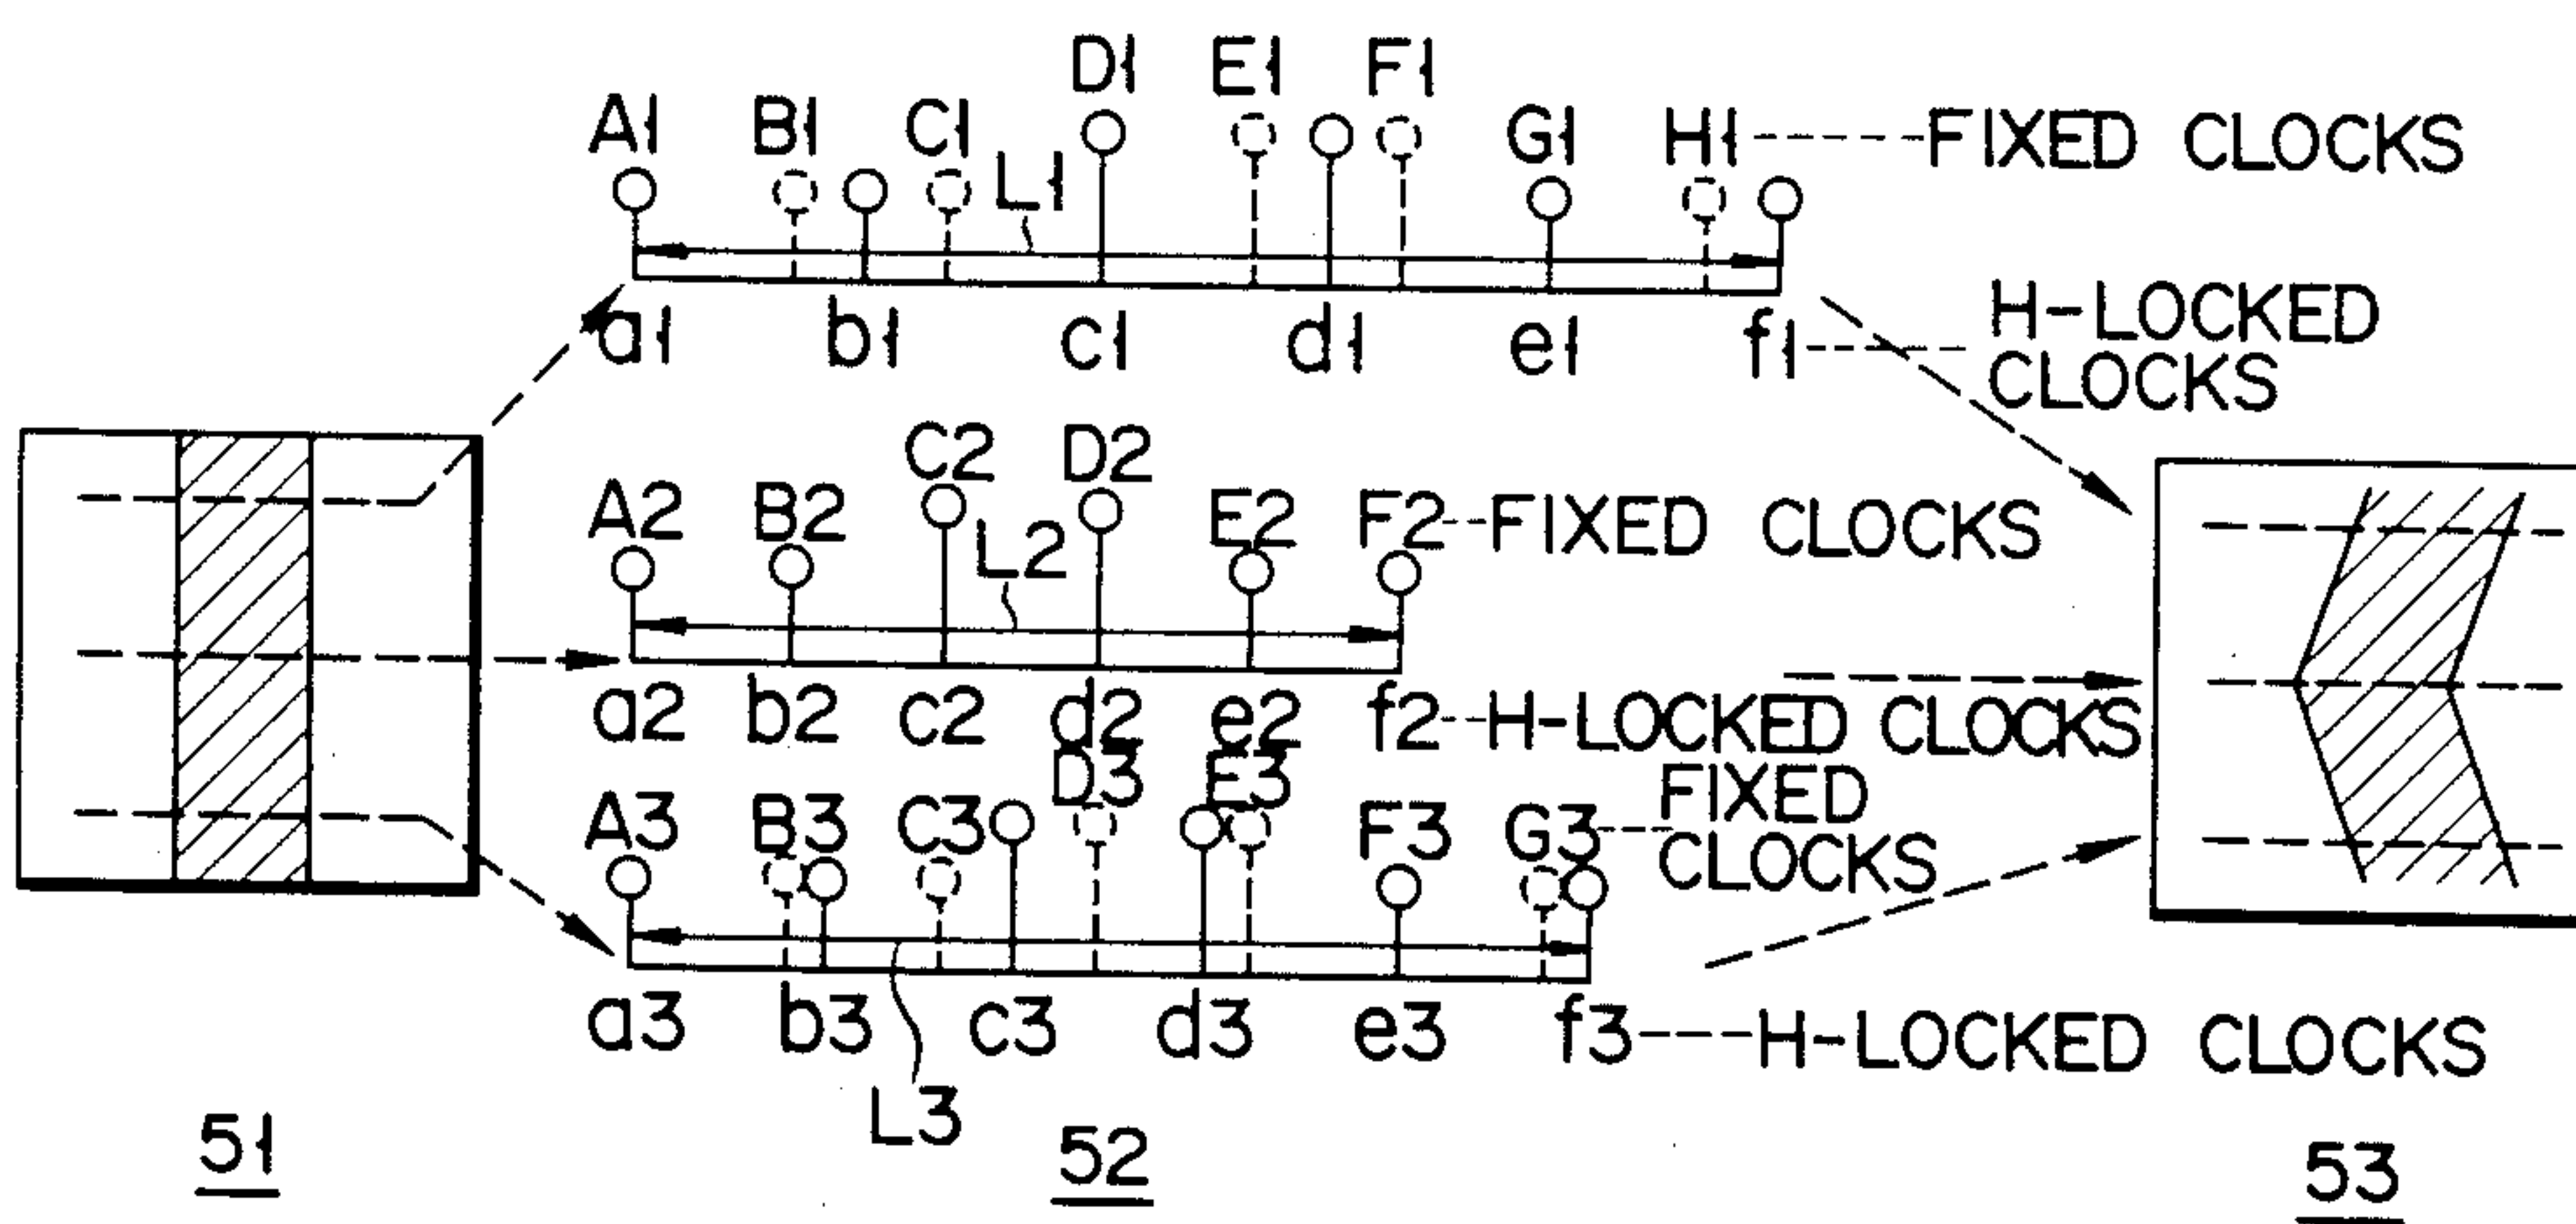 A1 B1 C1 D1 E1 F1 G1 H1 FIXED CLOCKS
L1
a1 b1 c1 d1 e1 f1 H-LOCKED
CLOCKS
A2 B2 C2 D2 E2 F2 FIXED CLOCKS
L2
a2 b2 c2 d2 e2 f2 H-LOCKED CLOCKS
A3 B3 C3 D3 E3 F3 G3 FIXED
CLOCKS
a3 b3 c3 d3 e3 f3 H-LOCKED CLOCKS
L3
51 52 53